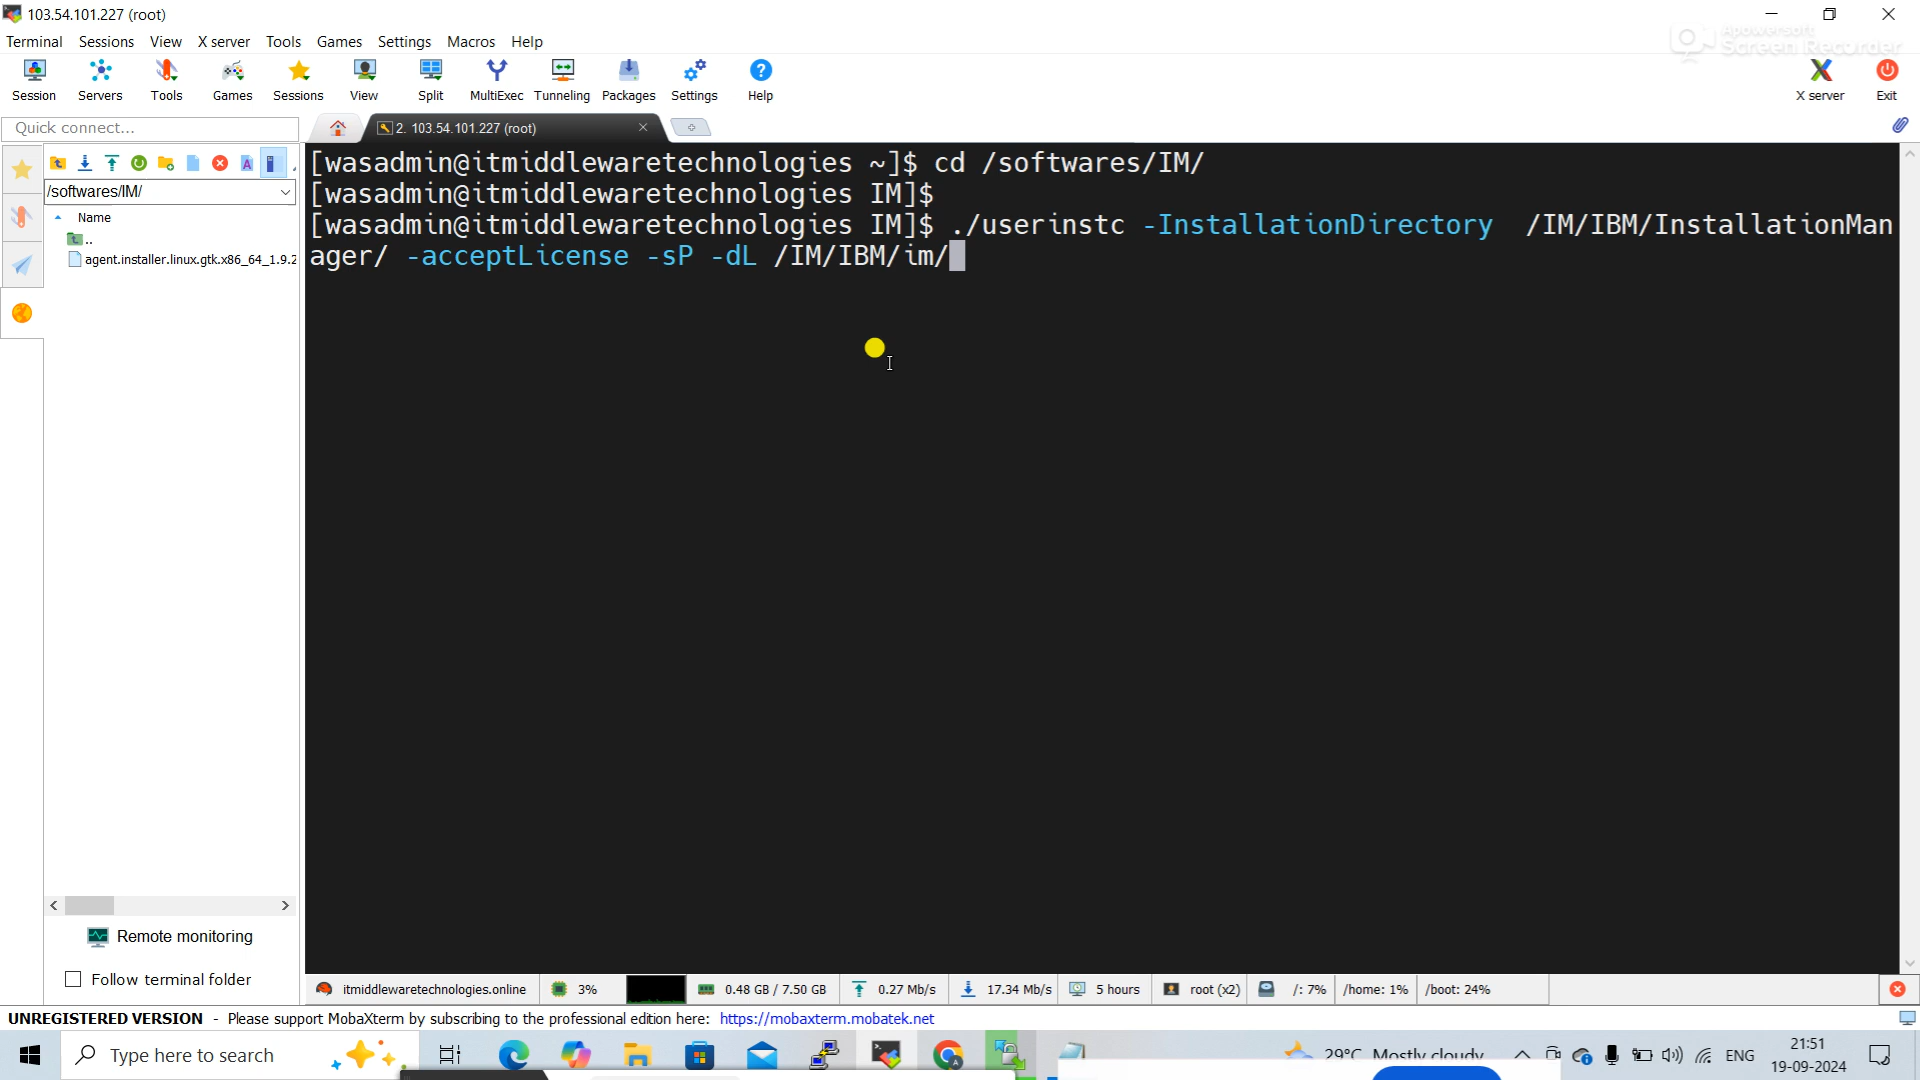 103.54.101.227 (root)
Apowersoft
Screen Recorder
Terminal Sessions View X server Tools Games Settings Macros Help
Session Servers Tools Games Sessions View Split MultiExec Tunneling Packages Settings Help X server Exit
Quick connect...
2. 103.54.101.227 (root)
/softwares/IM/
Name
..
agent.installer.linux.gtk.x86_64_1.9.2
[wasadmin@itmiddlewaretechnologies ~]$ cd /softwares/IM/
[wasadmin@itmiddlewaretechnologies IM]$
[wasadmin@itmiddlewaretechnologies IM]$ ./userinstc -InstallationDirectory  /IM/IBM/InstallationMan
ager/ -acceptLicense -sP -dL /IM/IBM/im/
Remote monitoring
Follow terminal folder
itmiddlewaretechnologies.online 3% 0.48 GB / 7.50 GB 0.27 Mb/s 17.34 Mb/s 5 hours root (x2) /: 7% /home: 1% /boot: 24%
UNREGISTERED VERSION - Please support MobaXterm by subscribing to the professional edition here: https://mobaxterm.mobatek.net
Type here to search
29°C Mostly cloudy
ENG
21:51
19-09-2024